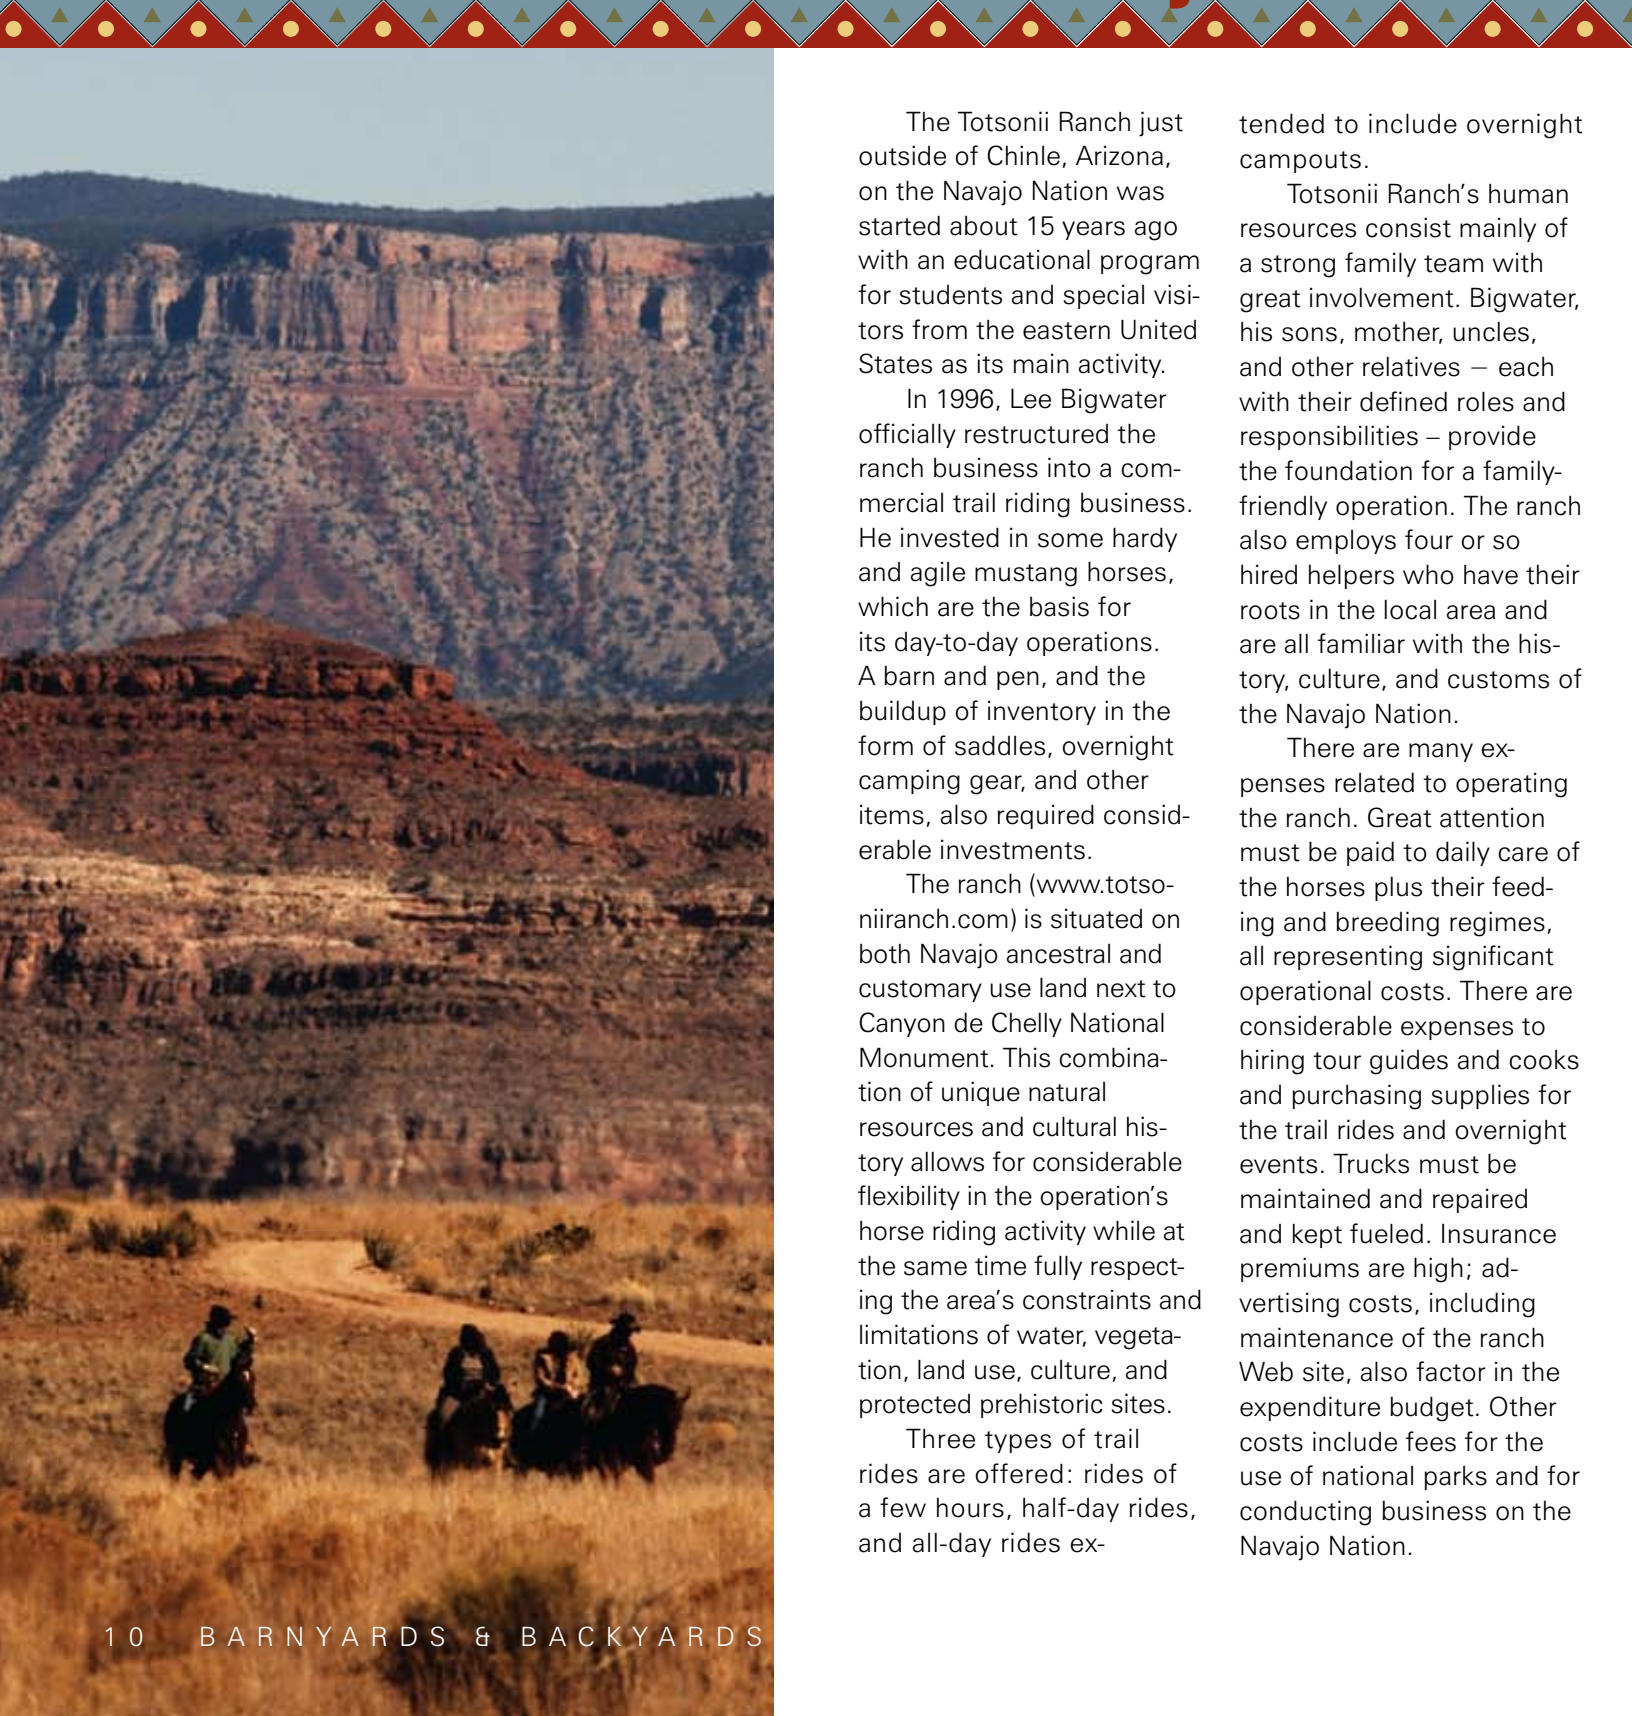 The Totsonii Ranch just
outside of Chinle, Arizona,
on the Navajo Nation was
started about 15 years ago
with an educational program
for students and special visi-
tors from the eastern United
States as its main activity.
In 1996, Lee Bigwater
officially restructured the
ranch business into a com-
mercial trail riding business.
He invested in some hardy
and agile mustang horses,
which are the basis for
its day-to-day operations.
A barn and pen, and the
buildup of inventory in the
form of saddles, overnight
camping gear, and other
items, also required consid-
erable investments.
The ranch (www.totso-
niiranch.com) is situated on
both Navajo ancestral and
customary use land next to
Canyon de Chelly National
Monument. This combina-
tion of unique natural
resources and cultural his-
tory allows for considerable
flexibility in the operation’s
horse riding activity while at
the same time fully respect-
ing the area’s constraints and
limitations of water, vegeta-
tion, land use, culture, and
protected prehistoric sites.
Three types of trail
rides are offered: rides of
a few hours, half-day rides,
and all-day rides ex-
tended to include overnight
campouts.
Totsonii Ranch’s human
resources consist mainly of
a strong family team with
great involvement. Bigwater,
his sons, mother, uncles,
and other relatives – each
with their defined roles and
responsibilities – provide
the foundation for a family-
friendly operation. The ranch
also employs four or so
hired helpers who have their
roots in the local area and
are all familiar with the his-
tory, culture, and customs of
the Navajo Nation.
There are many ex-
penses related to operating
the ranch. Great attention
must be paid to daily care of
the horses plus their feed-
ing and breeding regimes,
all representing significant
operational costs. There are
considerable expenses to
hiring tour guides and cooks
and purchasing supplies for
the trail rides and overnight
events. Trucks must be
maintained and repaired
and kept fueled. Insurance
premiums are high; ad-
vertising costs, including
maintenance of the ranch
Web site, also factor in the
expenditure budget. Other
costs include fees for the
use of national parks and for
conducting business on the
Navajo Nation.
10 BARNYARDS & BACKYARDS